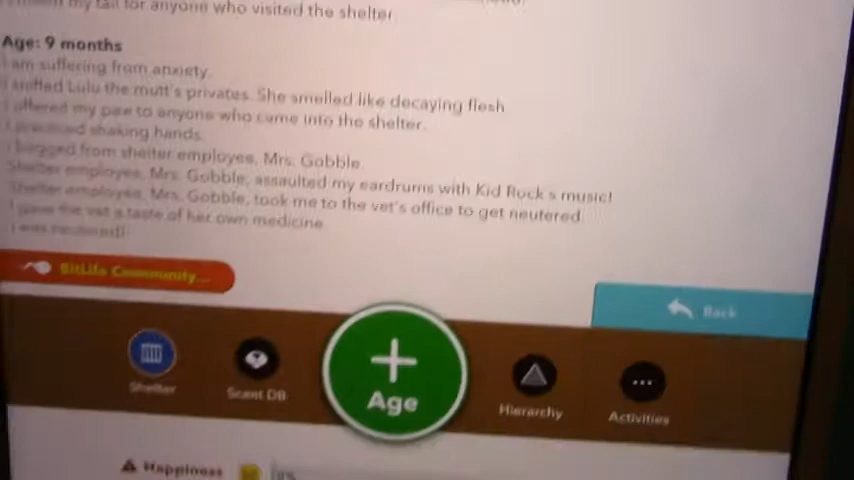 my tail for anyone who visited the shelter.
Age: 9 months
I am suffering from anxiety.
I sniffed Lulu the mutt's privates. She smelled like decaying flesh
I offered my paw to anyone who came into the shelter.
I practiced shaking hands.
I begged from shelter employee, Mrs. Gobble.
Shelter employee, Mrs. Gobble, assaulted my eardrums with Kid Rock's music!
Shelter employee, Mrs. Gobble, took me to the vet's office to get neutered
I gave the vet a taste of her own medicine
I was neutered!
BitLife Community...
Back
+
Age
Shelter
Scent DB
Hierarchy
Activities
Happiness